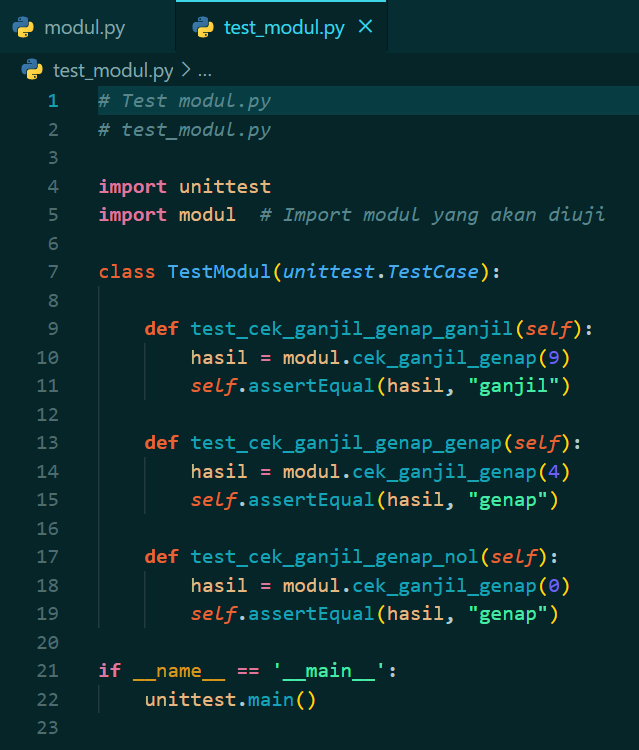 modul.py test_modul.py ×
test_modul.py > ...
1 # Test modul.py
2 # test_modul.py
3
4 import unittest
5 import modul  # Import modul yang akan diuji
6
7 class TestModul(unittest.TestCase):
8
9     def test_cek_ganjil_genap_ganjil(self):
10         hasil = modul.cek_ganjil_genap(9)
11         self.assertEqual(hasil, "ganjil")
12
13     def test_cek_ganjil_genap_genap(self):
14         hasil = modul.cek_ganjil_genap(4)
15         self.assertEqual(hasil, "genap")
16
17     def test_cek_ganjil_genap_nol(self):
18         hasil = modul.cek_ganjil_genap(0)
19         self.assertEqual(hasil, "genap")
20
21 if __name__ == '__main__':
22     unittest.main()
23